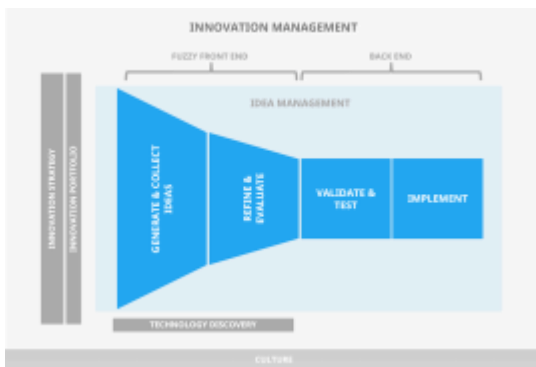 INNOVATION MANAGEMENT
FUZZY FRONT END
BACK END
IDEA MANAGEMENT
INNOVATION STRATEGY
INNOVATION PORTFOLIO
GENERATE & COLLECT
IDEAS
REFINE &
EVALUATE
VALIDATE &
TEST
IMPLEMENT
TECHNOLOGY DISCOVERY
CULTURE